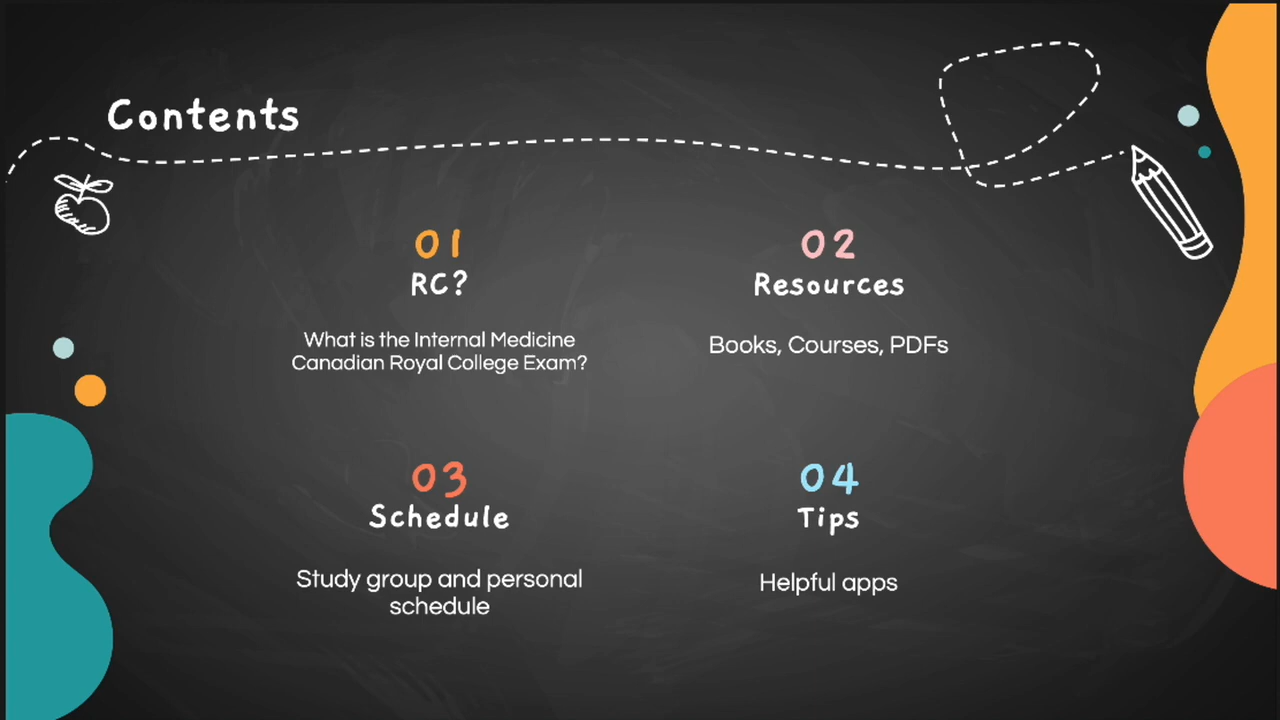 Contents
01
RC?
What is the Internal Medicine
Canadian Royal College Exam?
02
Resources
Books, Courses, PDFs
03
Schedule
Study group and personal
schedule
04
Tips
Helpful apps